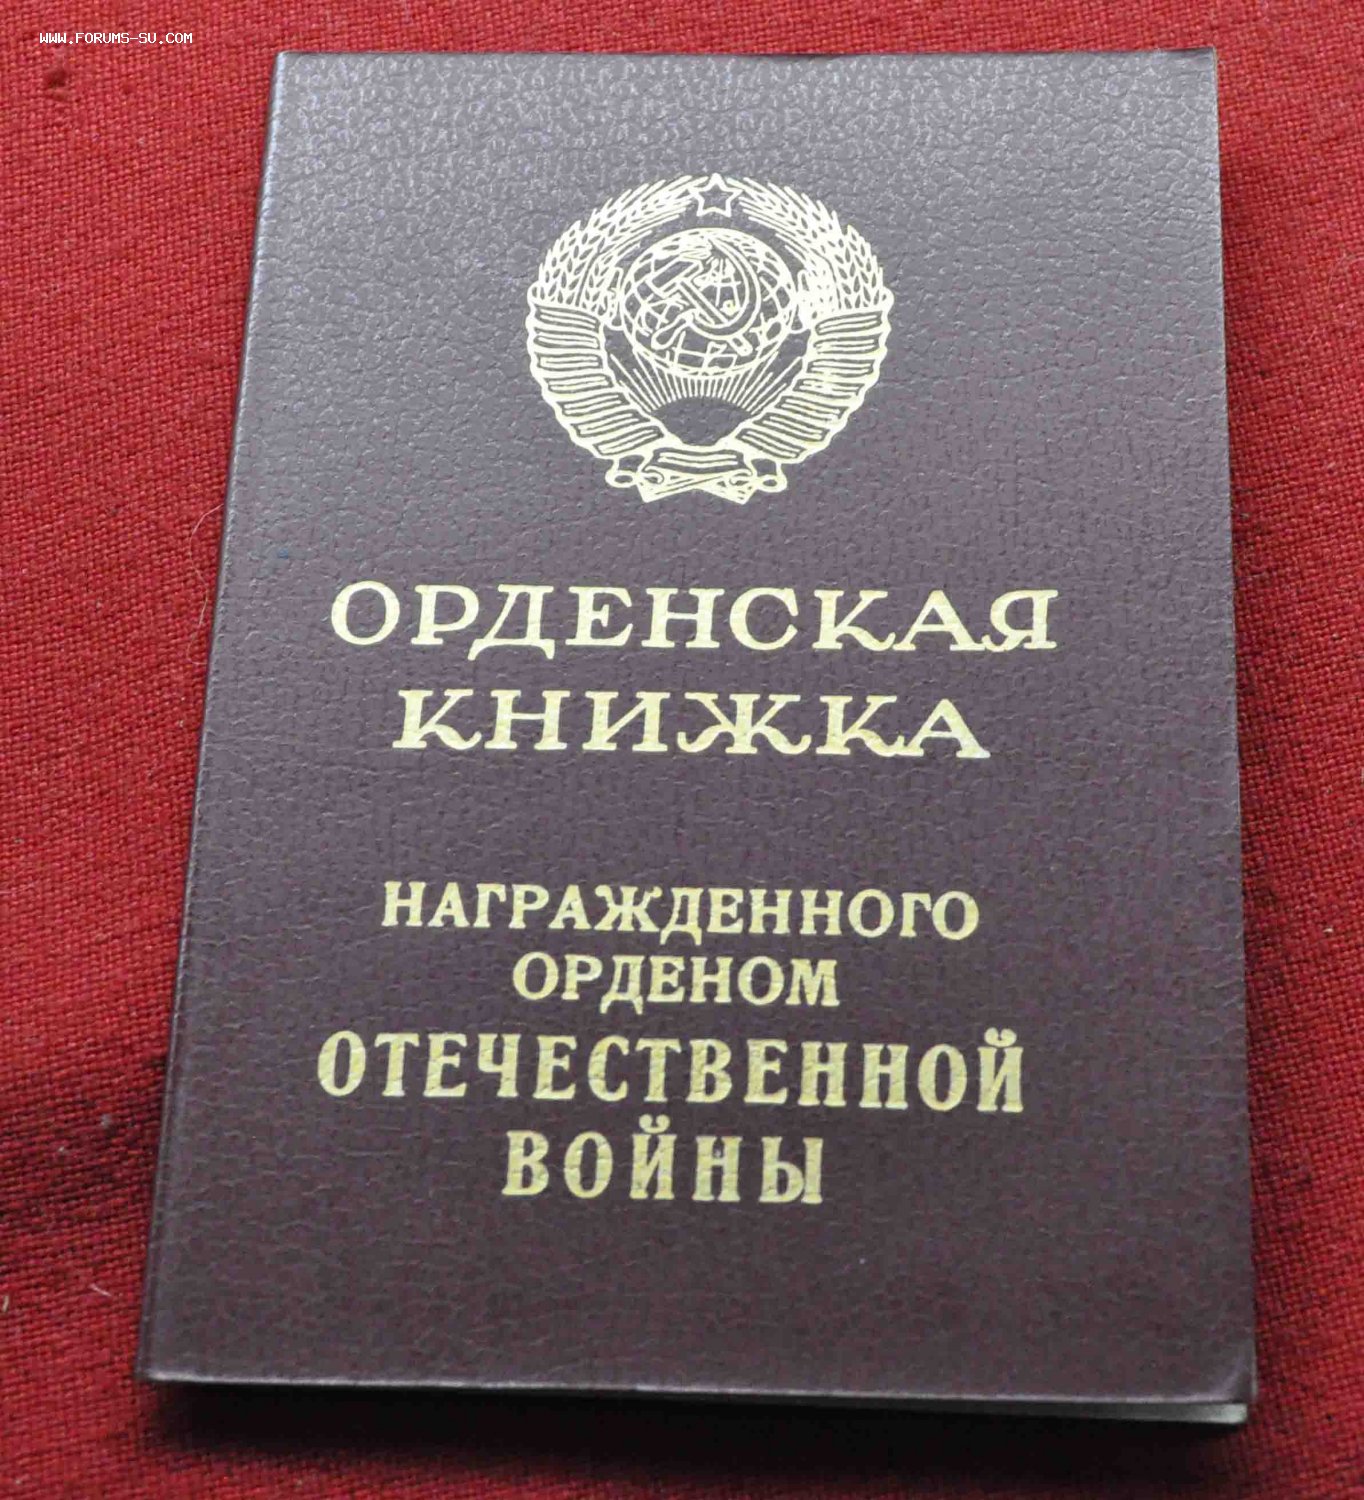 WWW.FORUMS-SU.COM
ОРДЕНСКАЯ
КНИЖКА
НАГРАЖДЕННОГО
ОРДЕНОМ
ОТЕЧЕСТВЕННОЙ
ВОЙНЫ